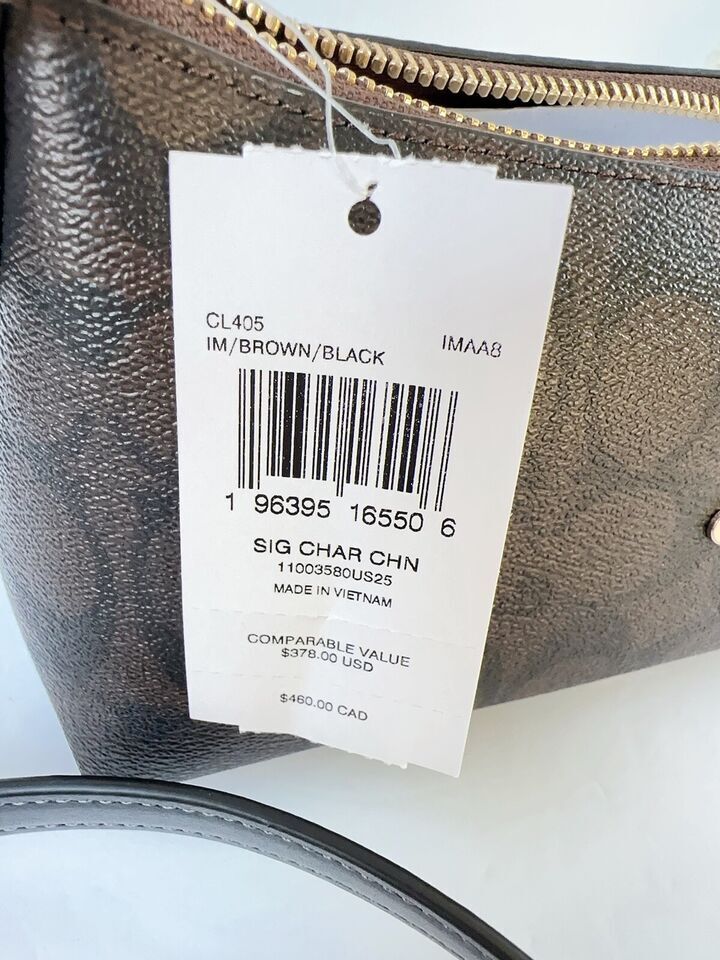 CL405
IM/BROWN/BLACK IMAA8
1 96395 16550 6
SIG CHAR CHN
11003580US25
MADE IN VIETNAM
COMPARABLE VALUE
$378.00 USD
$460.00 CAD